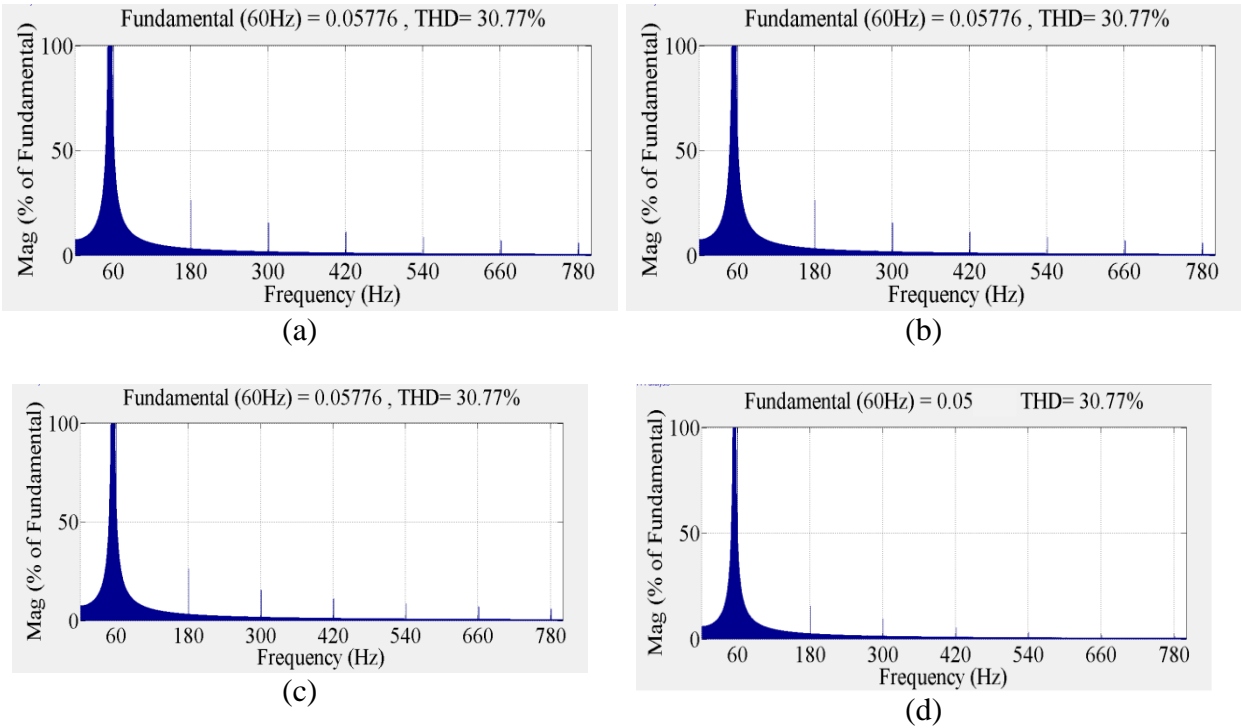 Fundamental (60Hz) = 0.05776 , THD= 30.77%
Mag (% of Fundamental)
100
50
0
60 180 300 420 540 660 780
Frequency (Hz)
(a)
Fundamental (60Hz) = 0.05776 , THD= 30.77%
Mag (% of Fundamental)
100
50
0
60 180 300 420 540 660 780
Frequency (Hz)
(b)
Fundamental (60Hz) = 0.05776 , THD= 30.77%
Mag (% of Fundamental)
100
50
0
60 180 300 420 540 660 780
Frequency (Hz)
(c)
Fundamental (60Hz) = 0.05 THD= 30.77%
Mag (% of Fundamental)
100
50
0
60 180 300 420 540 660 780
Frequency (Hz)
(d)